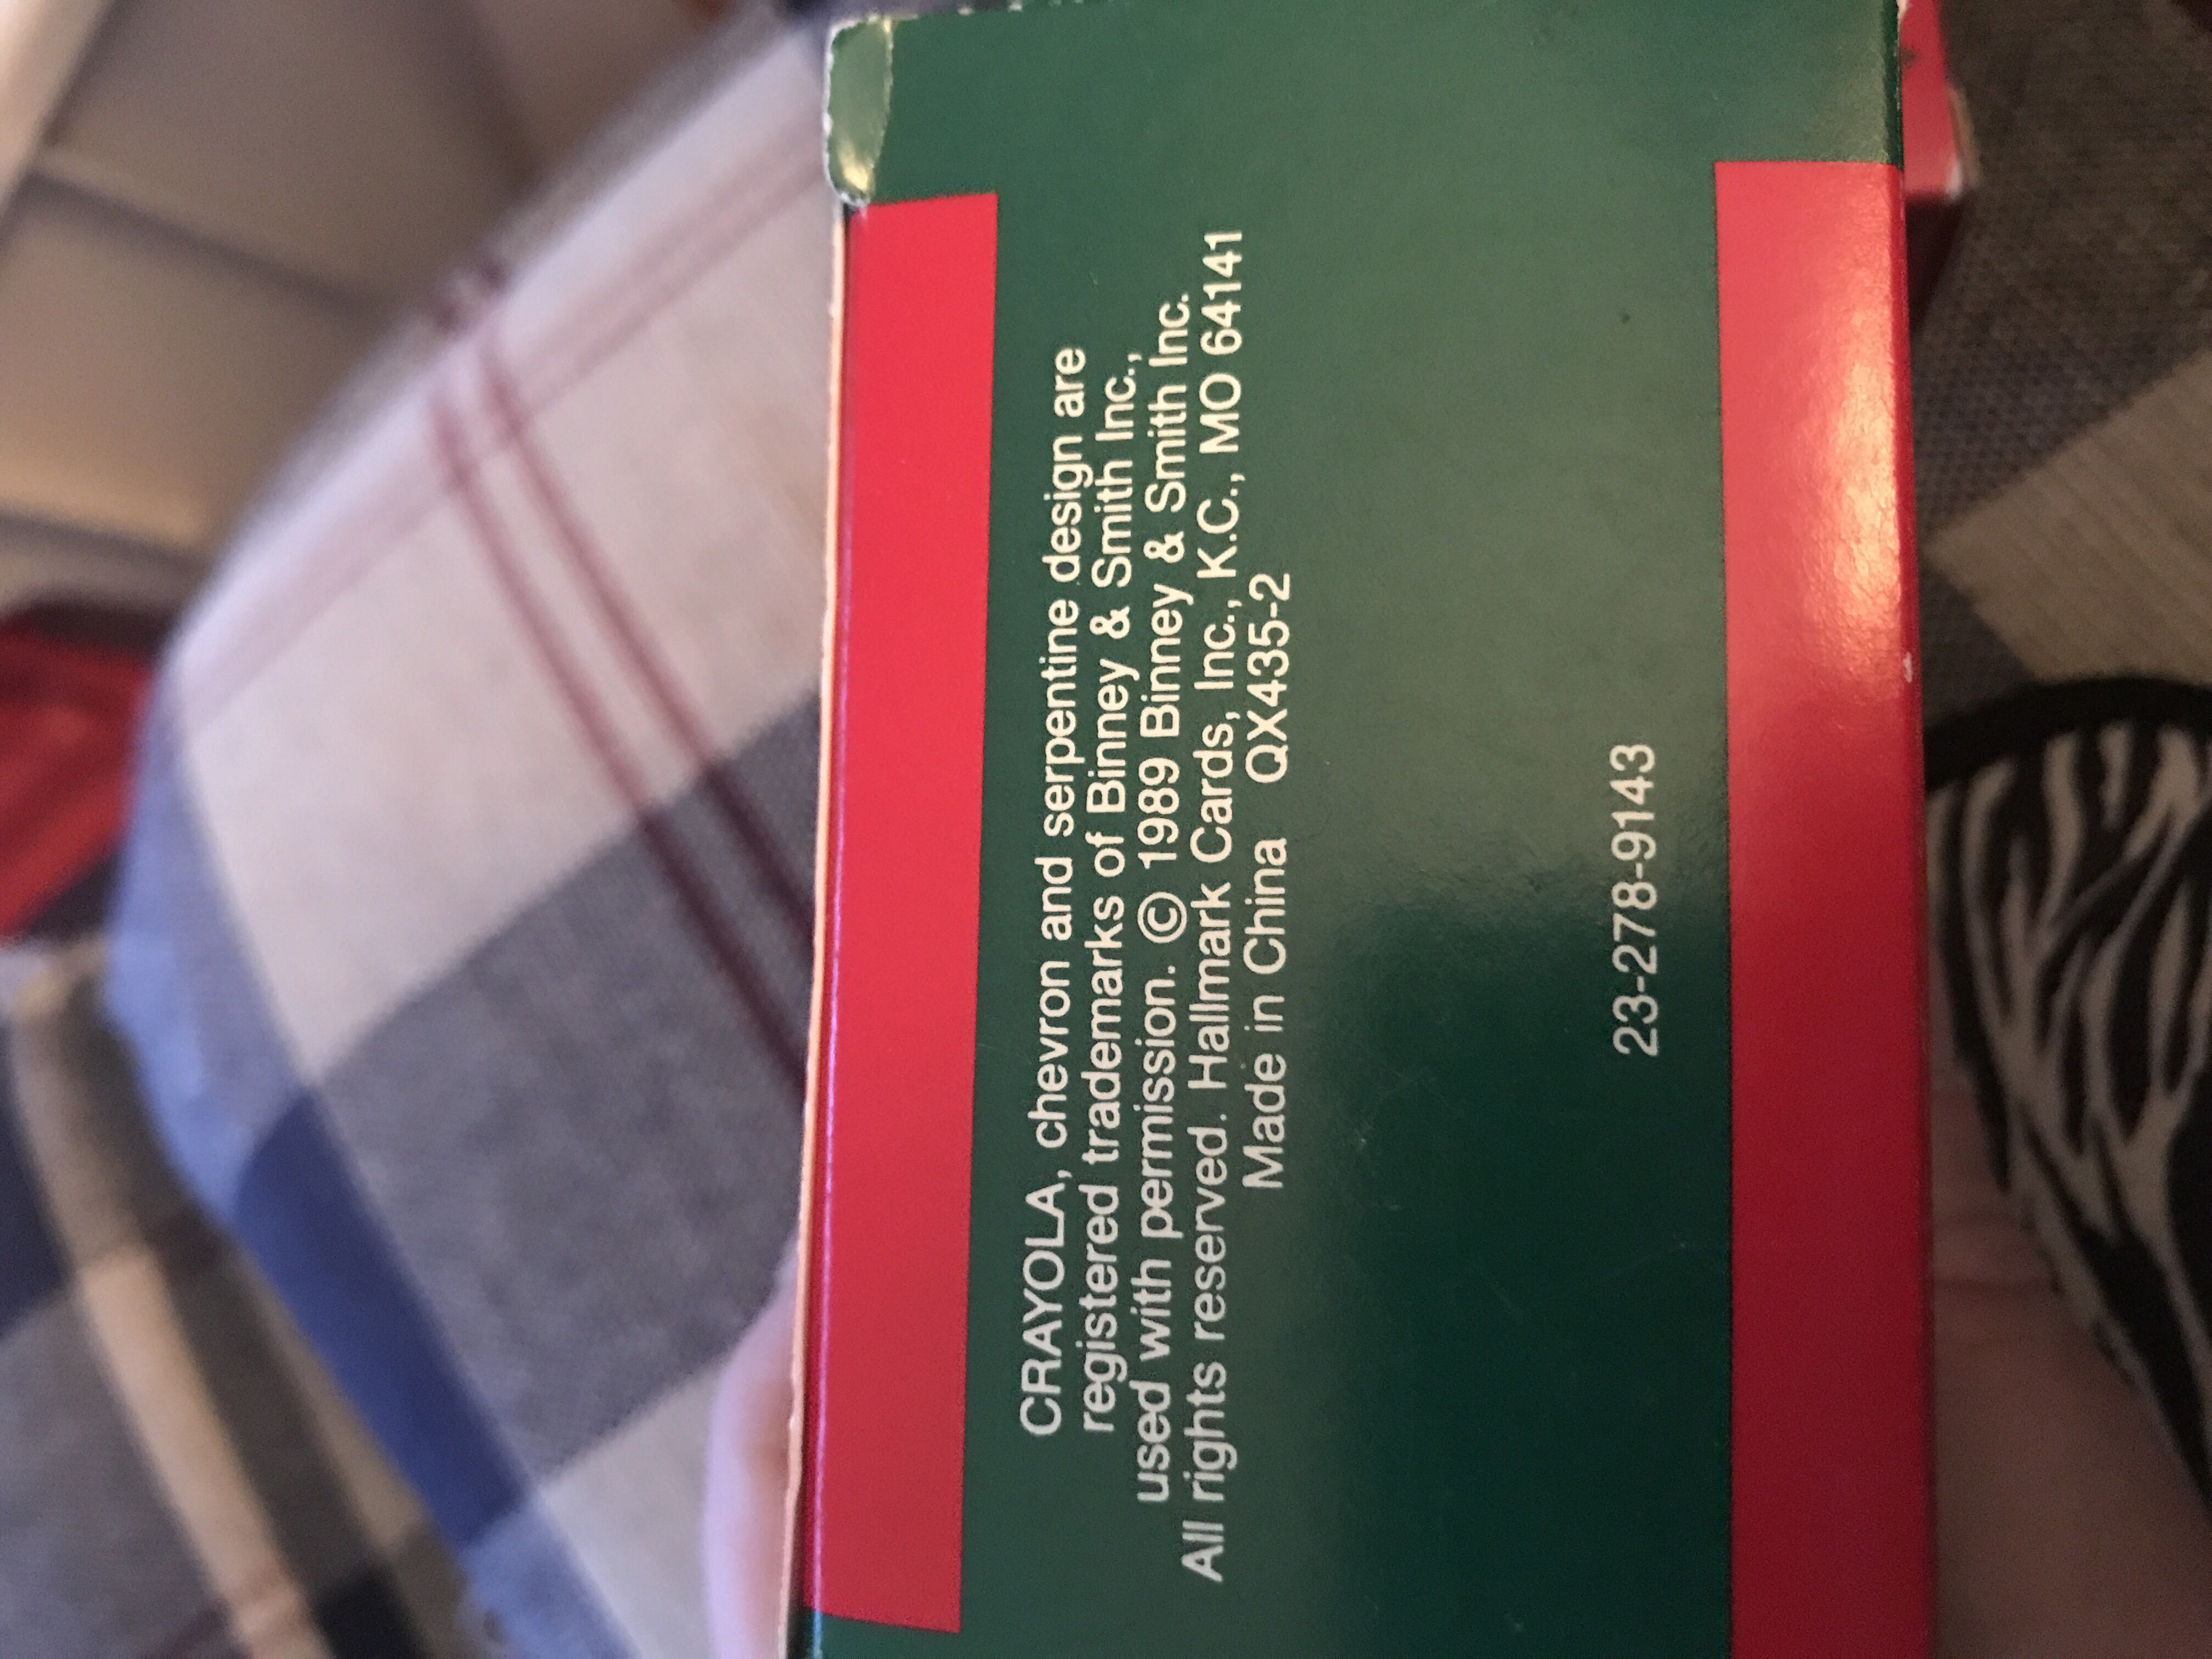 CRAYOLA, chevron and serpentine design are
registered trademarks of Binney & Smith Inc.,
used with permission. © 1989 Binney & Smith Inc.
All rights reserved. Hallmark Cards, Inc., K.C., MO 64141
Made in China QX435-2
23-278-9143